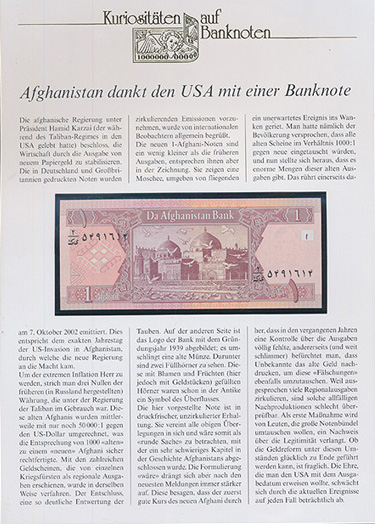 Kuriositäten auf
Banknoten
1000000
Afghanistan dankt den USA mit einer Banknote
Die afghanische Regierung unter
Präsident Hamid Karzai (der wäh-
rend des Taliban-Regimes in den
USA gelebt hatte) beschloss, die
Wirtschaft durch die Ausgabe von
neuem Papiergeld zu stabilisieren.
Die in Deutschland und Großbri-
tannien gedruckten Noten wurden
zirkulierenden Emissionen vorzu-
nehmen, wurde von internationalen
Beobachtern allgemein begrüßt.
Die neuen 1-Afghani-Noten sind
ein wenig kleiner als die früheren
Ausgaben, entsprechen ihnen aber
in der Zeichnung. Sie zeigen eine
Moschee, umgeben von fliegenden
ein unerwartetes Ereignis ins Wan-
ken geriet. Man hatte nämlich der
Bevölkerung versprochen, dass alle
alten Scheine im Verhältnis 1000:1
gegen neue eingetauscht würden,
und nun stellte sich heraus, dass es
enorme Mengen dieser alten Aus-
gaben gibt. Das rührt einerseits da-
1
Da Afghanistan Bank
1
1
am 7. Oktober 2002 emittiert. Dies
entspricht dem exakten Jahrestag
der US-Invasion in Afghanistan,
durch welche die neue Regierung
an die Macht kam.
Um der extremen Inflation Herr zu
werden, strich man drei Nullen der
früheren (in Russland hergestellten)
Währung, die unter der Regierung
der Taliban im Gebrauch war. Die-
se alten Afghani wurden mittler-
weile mit nur noch 50 000:1 gegen
den US-Dollar umgerechnet, was
die Entsprechung von 1000 «alten»
zu einem «neuen» Afghani sicher
rechtfertigte. Mit den zahlreichen
Geldscheinen, die von einzelnen
Kriegsfürsten als regionale Ausga-
ben erschienen, wurde in derselben
Weise verfahren. Der Entschluss,
eine so deutliche Entwertung der
Tauben. Auf der anderen Seite ist
das Logo der Bank mit dem Grün-
dungsjahr 1939 abgebildet; es um-
schlingt eine alte Münze. Darunter
sind zwei Füllhörner zu sehen. Die-
se mit Blumen und Früchten (hier
jedoch mit Geldstücken) gefüllten
Hörner waren schon in der Antike
ein Symbol des Überflusses.
Die hier vorgestellte Note ist in
druckfrischer, unzirkulierter Erhal-
tung. Sie vereint alle obigen Über-
legungen in sich und wäre somit als
«runde Sache» zu betrachten, mit
der ein sehr schwieriges Kapitel in
der Geschichte Afghanistans abge-
schlossen wurde. Die Formulierung
«wäre» drängt sich aber nach den
neuesten Meldungen immer stärker
auf. Diese besagen, dass der zuerst
gute Kurs des neuen Afghani durch
her, dass in den vergangenen Jahren
eine Kontrolle über die Ausgaben
völlig fehlte, andererseits (und weit
schlimmer) befürchtet man, dass
Unbekannte das alte Geld nach-
drucken, um diese «Fälschungen»
ebenfalls umzutauschen. Weil aus-
gesprochen viele Regionalausgaben
zirkulieren, sind solche allfälligen
Nachproduktionen schlecht über-
prüfbar. Als erste Maßnahme wird
von Leuten, die große Notenbündel
umtauschen wollen, ein Nachweis
über die Legitimität verlangt. Ob
die Geldreform unter diesen Um-
ständen glücklich zu Ende geführt
werden kann, ist fraglich. Die Ehre,
die man den USA mit dem Ausga-
bedatum erweisen wollte, schwächt
sich durch die aktuellen Ereignisse
auf jeden Fall beträchtlich ab.